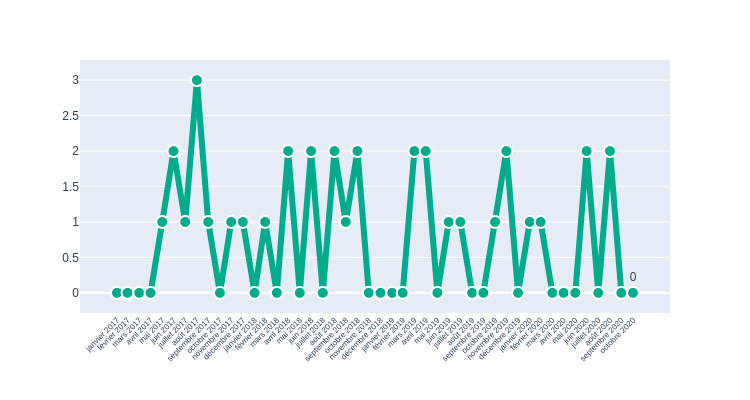 3
2.5
2
1.5
1
0.5
0
0
janvier 2017
février 2017
mars 2017
avril 2017
mai 2017
juin 2017
juillet 2017
août 2017
septembre 2017
octobre 2017
novembre 2017
décembre 2017
janvier 2018
février 2018
mars 2018
avril 2018
mai 2018
juin 2018
juillet 2018
août 2018
septembre 2018
octobre 2018
novembre 2018
décembre 2018
janvier 2019
février 2019
mars 2019
avril 2019
mai 2019
juin 2019
juillet 2019
août 2019
septembre 2019
octobre 2019
novembre 2019
décembre 2019
janvier 2020
février 2020
mars 2020
avril 2020
mai 2020
juin 2020
juillet 2020
août 2020
septembre 2020
octobre 2020